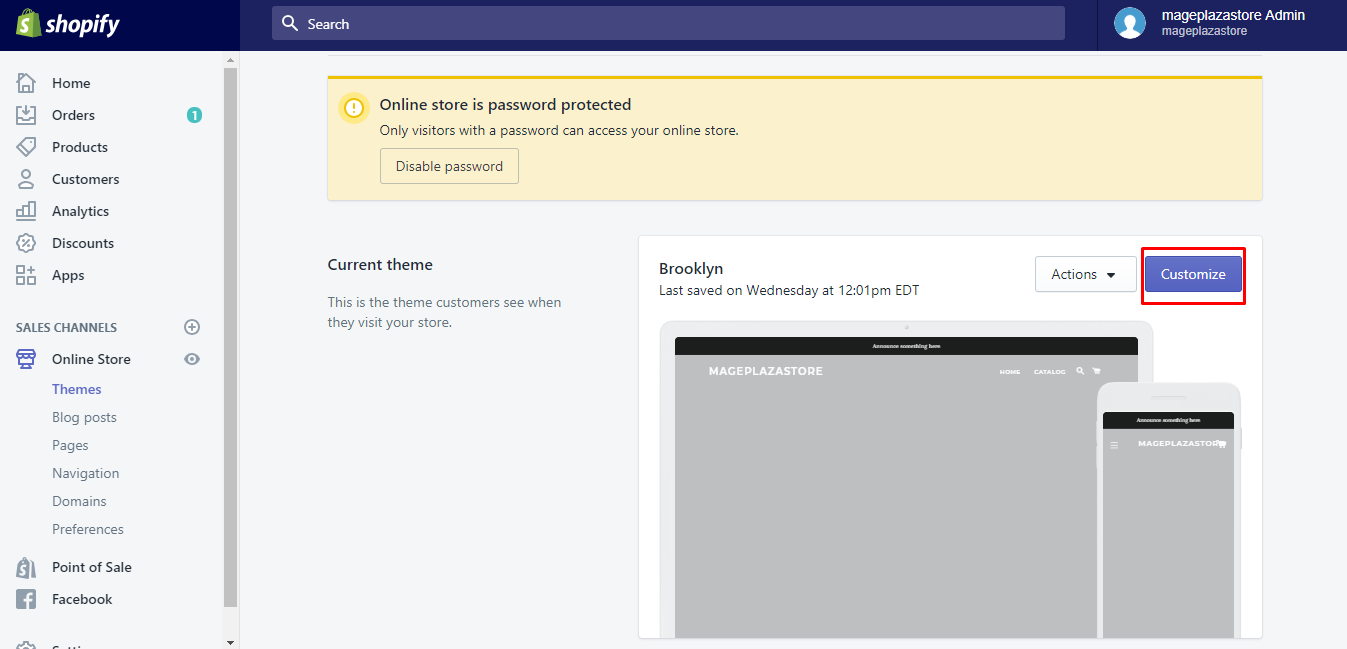 shopify
Search
mageplazastore Admin
mageplazastore
Home
Orders
1
Products
Customers
Analytics
Discounts
Apps
SALES CHANNELS
Online Store
Themes
Blog posts
Pages
Navigation
Domains
Preferences
Point of Sale
Facebook
Online store is password protected
Only visitors with a password can access your online store.
Disable password
Current theme
This is the theme customers see when
they visit your store.
Brooklyn
Last saved on Wednesday at 12:01pm EDT
Actions
Customize
Announce something here
MAGEPLAZASTORE
HOME CATALOG
Announce something here
MAGEPLAZASTOR